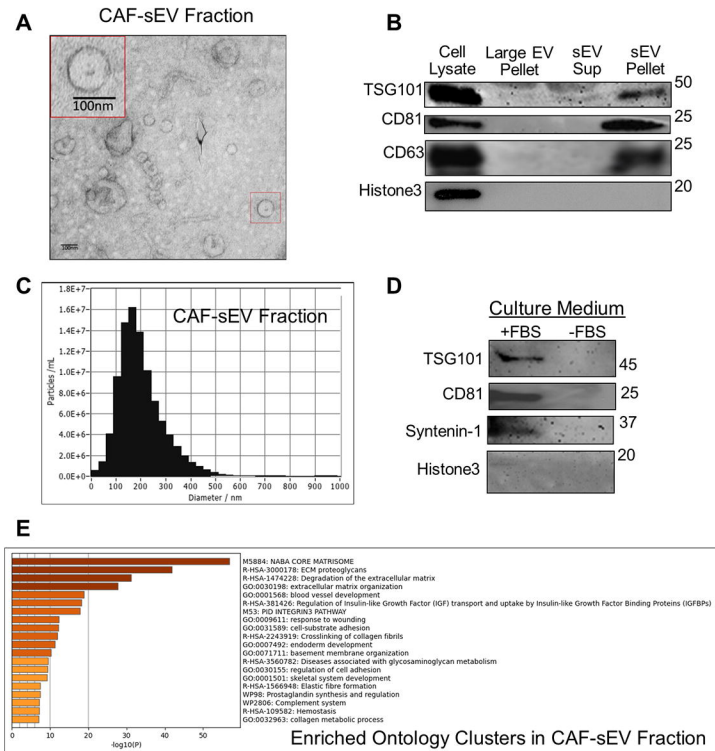 A
CAF-sEV Fraction
100nm
100nm
B
Cell Lysate
Large EV Pellet
sEV Sup
sEV Pellet
TSG101
50
CD81
25
CD63
25
Histone3
20
C
CAF-sEV Fraction
1.8E+7
1.6E+7
1.4E+7
1.2E+7
1.0E+7
8.0E+6
6.0E+6
4.0E+6
2.0E+6
0.0E+0
Particles /mL
0 100 200 300 400 500 600 700 800 900 1000
Diameter / nm
D
Culture Medium
+FBS -FBS
TSG101
45
CD81
25
Syntenin-1
37
Histone3
20
E
M5884: NABA CORE MATRISOME
R-HSA-3000178: ECM proteoglycans
R-HSA-1474228: Degradation of the extracellular matrix
GO:0030198: extracellular matrix organization
GO:0001568: blood vessel development
R-HSA-381426: Regulation of Insulin-like Growth Factor (IGF) transport and uptake by Insulin-like Growth Factor Binding Proteins (IGFBPs)
M53: PID INTEGRIN3 PATHWAY
GO:0009611: response to wounding
GO:0031589: cell-substrate adhesion
R-HSA-2243919: Crosslinking of collagen fibrils
GO:0007492: endoderm development
GO:0071711: basement membrane organization
R-HSA-3560782: Diseases associated with glycosaminoglycan metabolism
GO:0030155: regulation of cell adhesion
GO:0001501: skeletal system development
R-HSA-1566948: Elastic fibre formation
WP98: Prostaglandin synthesis and regulation
WP2806: Complement system
R-HSA-109582: Hemostasis
GO:0032963: collagen metabolic process
0 10 20 30 40 50
-log10(P)
Enriched Ontology Clusters in CAF-sEV Fraction